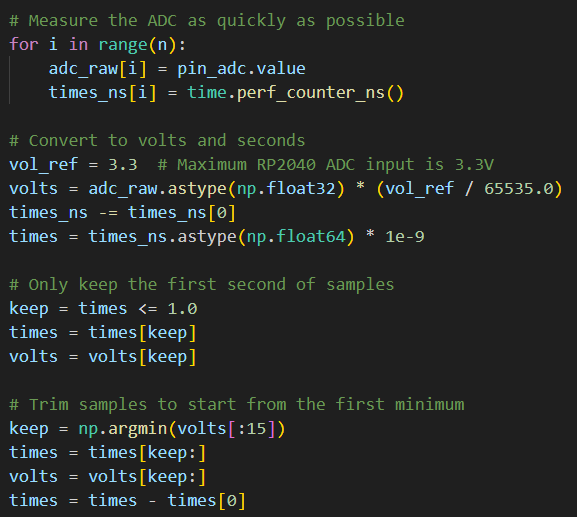 # Measure the ADC as quickly as possible
for i in range(n):
    adc_raw[i] = pin_adc.value
    times_ns[i] = time.perf_counter_ns()

# Convert to volts and seconds
vol_ref = 3.3  # Maximum RP2040 ADC input is 3.3V
volts = adc_raw.astype(np.float32) * (vol_ref / 65535.0)
times_ns -= times_ns[0]
times = times_ns.astype(np.float64) * 1e-9

# Only keep the first second of samples
keep = times <= 1.0
times = times[keep]
volts = volts[keep]

# Trim samples to start from the first minimum
keep = np.argmin(volts[:15])
times = times[keep:]
volts = volts[keep:]
times = times - times[0]